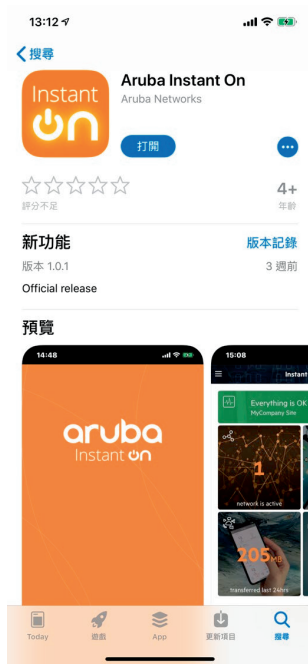 13:12
搜尋
Instant
on
Aruba Instant On
Aruba Networks
打開
評分不足
4+
年齡
新功能
版本記錄
版本 1.0.1
3 週前
Official release
預覽
14:48
aruba
Instant on
15:08
Instant
Everything is OK
MyCompany Site
1
network is active
205MB
transferred last 24hrs
Today
遊戲
App
更新項目
搜尋